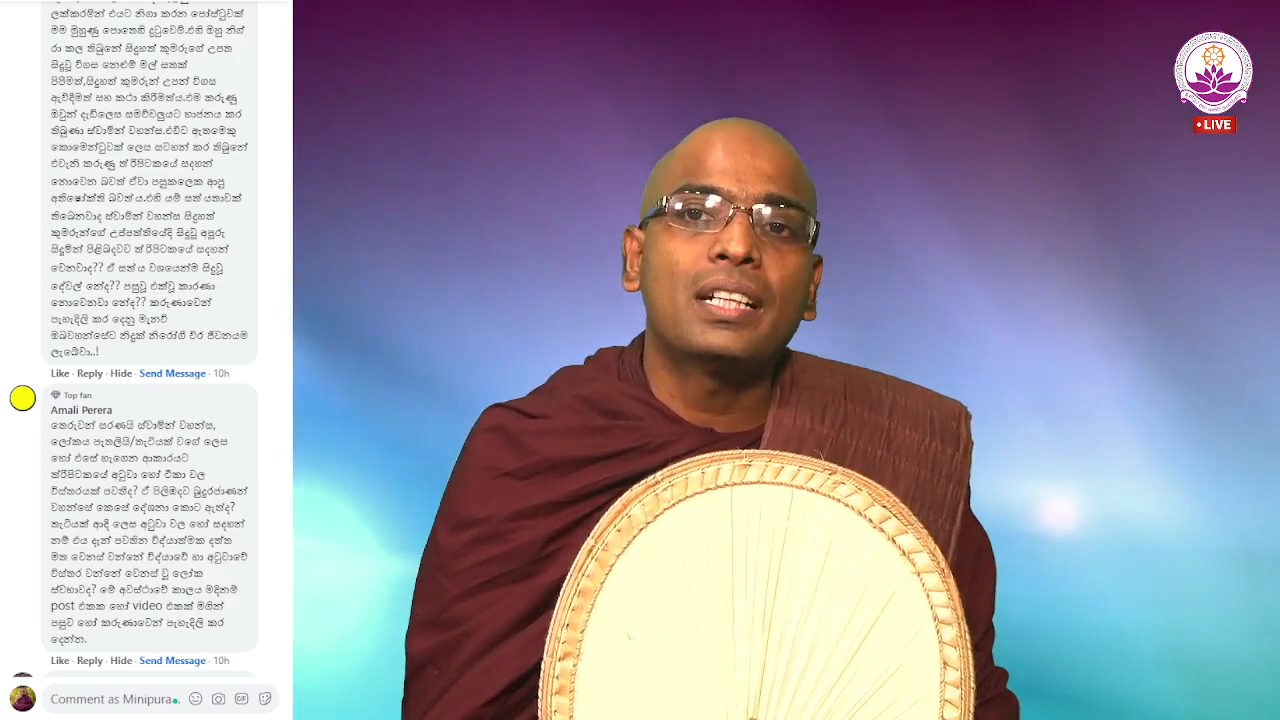 ලක්කරමින් එයට නිගා කරන පෝස්ටුවක්
මම මුහුණු පොතෙහි දුටුවෙමි.එහි ඔහු නිග්
රා කල තිබුනේ සිදුහත් කුමරුගේ උපත
සිදුවූ විගස නෙළුම් මල් සතක්
පිපීමත්,සිදුහත් කුමරුන් උපන් විගස
ඇවිදීමත් සහ කථා කිරීමත්ය.එම කරුණු
ඔවුන් දැඩිලෙස සමච්චලයට භාජනය කර
තිබුණා ස්වාමින් වහන්ස.එවිට ඇතමෙකු
කොමෙන්ටුවක් ලෙස සටහන් කර තිබුනේ
එවැනි කරුණු ත්‍රිපිටකයේ සදහන්
නොවෙන බවත් ඒවා පසුකලෙක ආපු
අතිෂෝක්ති බවත්ය.එහි යම් සත්‍යතාවක්
තිබෙනවාද ස්වාමින් වහන්ස සිදුහත්
කුමරුන්ගේ උප්පත්තියේදී සිදුවූ අපූරු
සිදුමින් පිළිබදවව ත්‍රිපිටකයේ සදහන්
වෙනවාද?? ඒ සත්‍ය වශයෙන්ම සිදුවූ
දේවල් නේද?? පසුවූ එක්වූ කාරණා
නොවෙනවා නේද?? කරුණාවෙන්
පැහැදිලි කර දෙනු මැනවි
ඔබවහන්සේට නිදුක් නිරෝගී චිර ජීවනයම
ලැබේවා..!
Like · Reply · Hide · Send Message · 10h
Top fan
Amali Perera
තෙරුවන් සරණයි ස්වාමින් වහන්ස,
ලෝකය පැතලියි/තැටියක් වගේ ලෙස
හෝ එසේ හැගෙන ආකාරයට
ත්රිපිටකයේ අටුවා හෝ ටීකා වල
විස්තරයක් පවතීද? ඒ පිලිමදව බුදුරජාණන්
වහන්සේ කෙසේ දේශනා කොට ඇත්ද?
තැටියක් ආදි ලෙස අටුවා වල හෝ සදහන්
නම් එය දැන් පවතින විද්යාත්මක දත්ත
මත වෙනස් වන්නේ විද්යාවේ හා අටුවාවේ
විස්තර වන්නේ වෙනස් වූ ලෝක
ස්වභාවද? මේ අවස්ථාවේ කාලය මදිනම්
post එකක හෝ video එකක් මගින්
පසුව හෝ කරුණාවෙන් පැහැදිලි කර
දෙන්න.
Like · Reply · Hide · Send Message · 10h
Comment as Minipura
GIF
LIVE